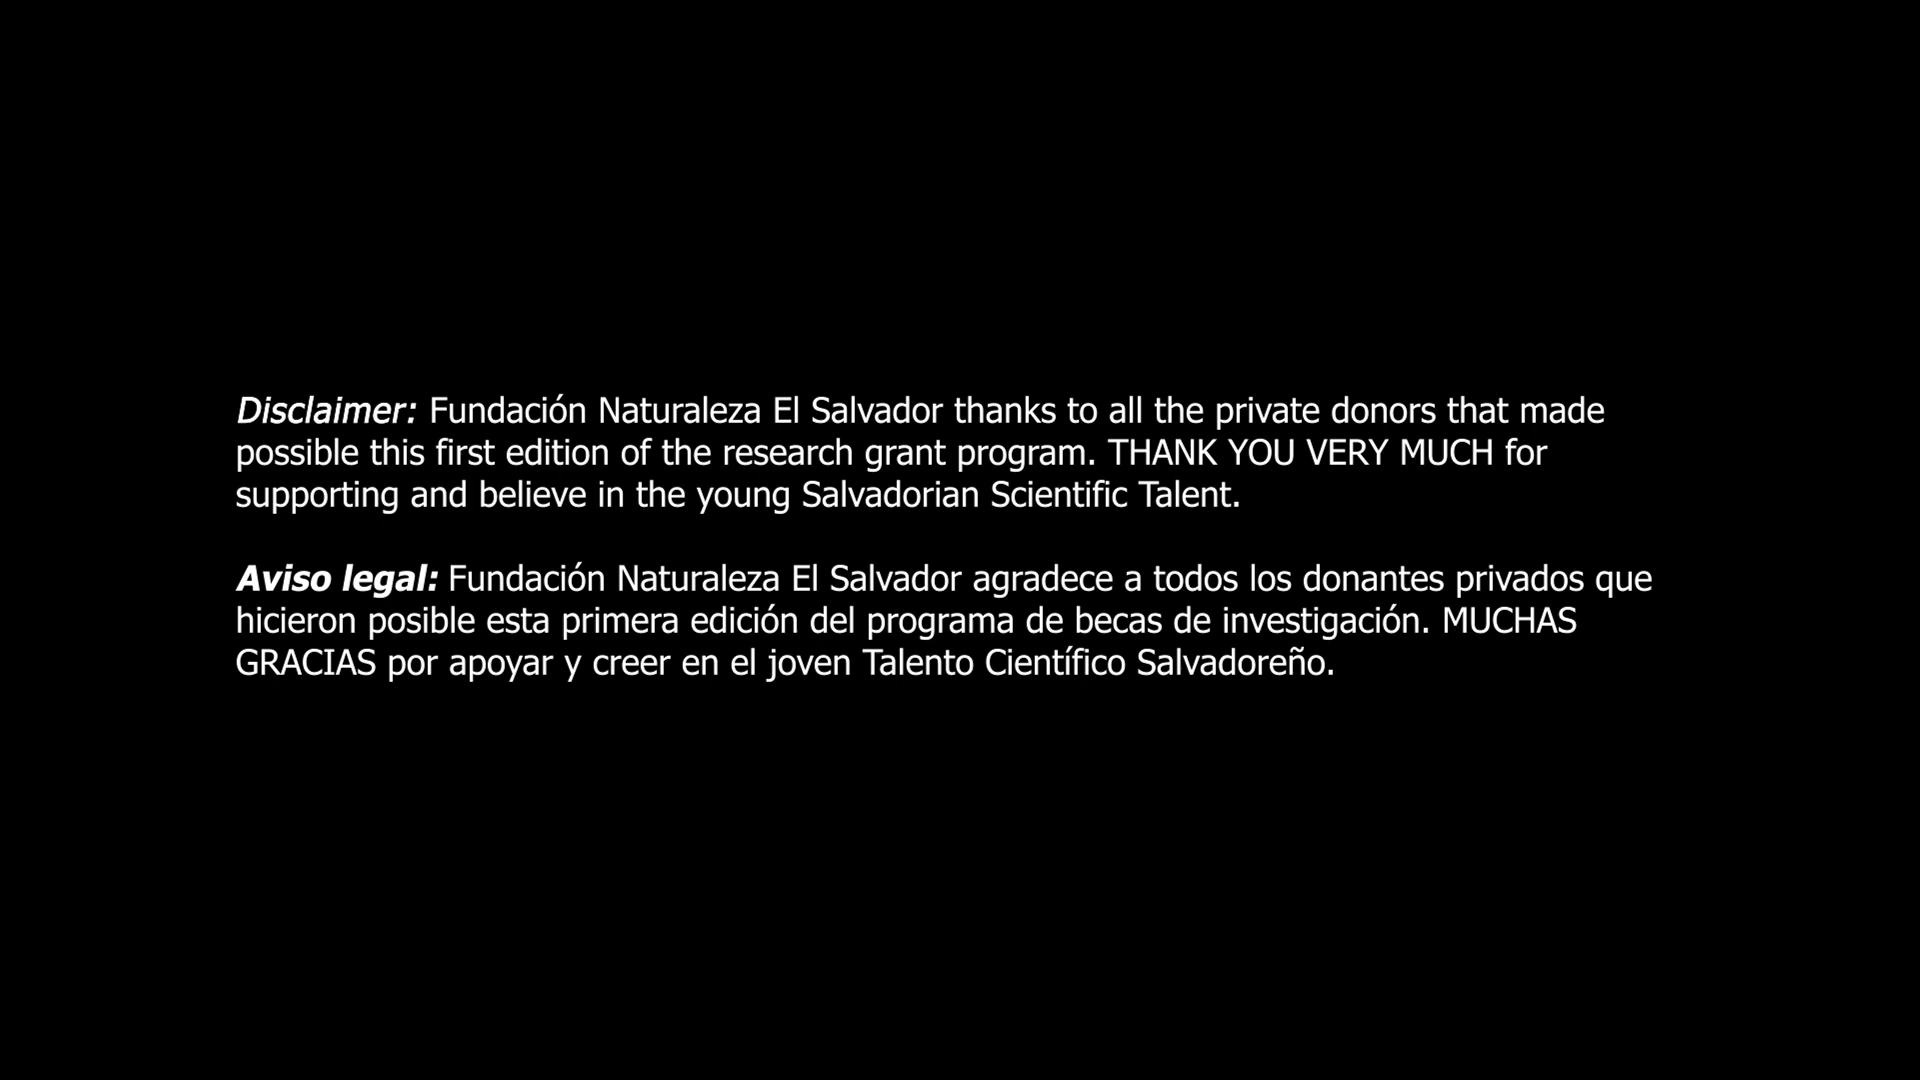 Disclaimer: Fundación Naturaleza El Salvador thanks to all the private donors that made
possible this first edition of the research grant program. THANK YOU VERY MUCH for
supporting and believe in the young Salvadorian Scientific Talent.
Aviso legal: Fundación Naturaleza El Salvador agradece a todos los donantes privados que
hicieron posible esta primera edición del programa de becas de investigación. MUCHAS
GRACIAS por apoyar y creer en el joven Talento Científico Salvadoreño.